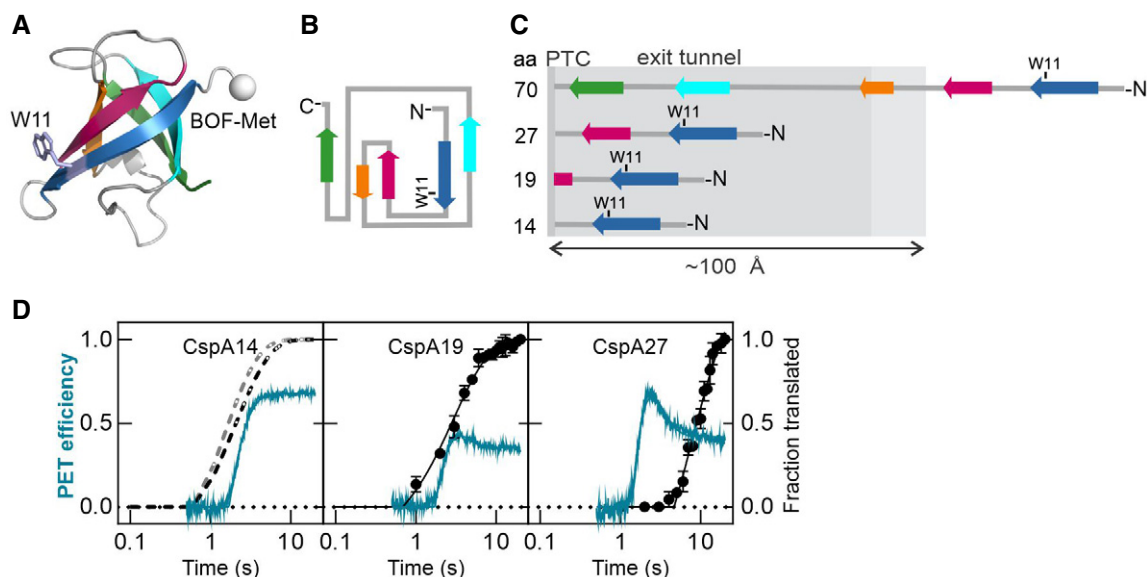 A
W11
BOF-Met
B
C-
N-
W11
C
aa
PTC
exit tunnel
70
W11
-N
27
W11
-N
19
W11
-N
14
W11
-N
~100 Å
D
PET efficiency
1.0
0.5
0.0
CspA14
CspA19
CspA27
1.0
0.5
0.0
Fraction translated
0.1 1 10
0.1 1 10
0.1 1 10
Time (s)
Time (s)
Time (s)